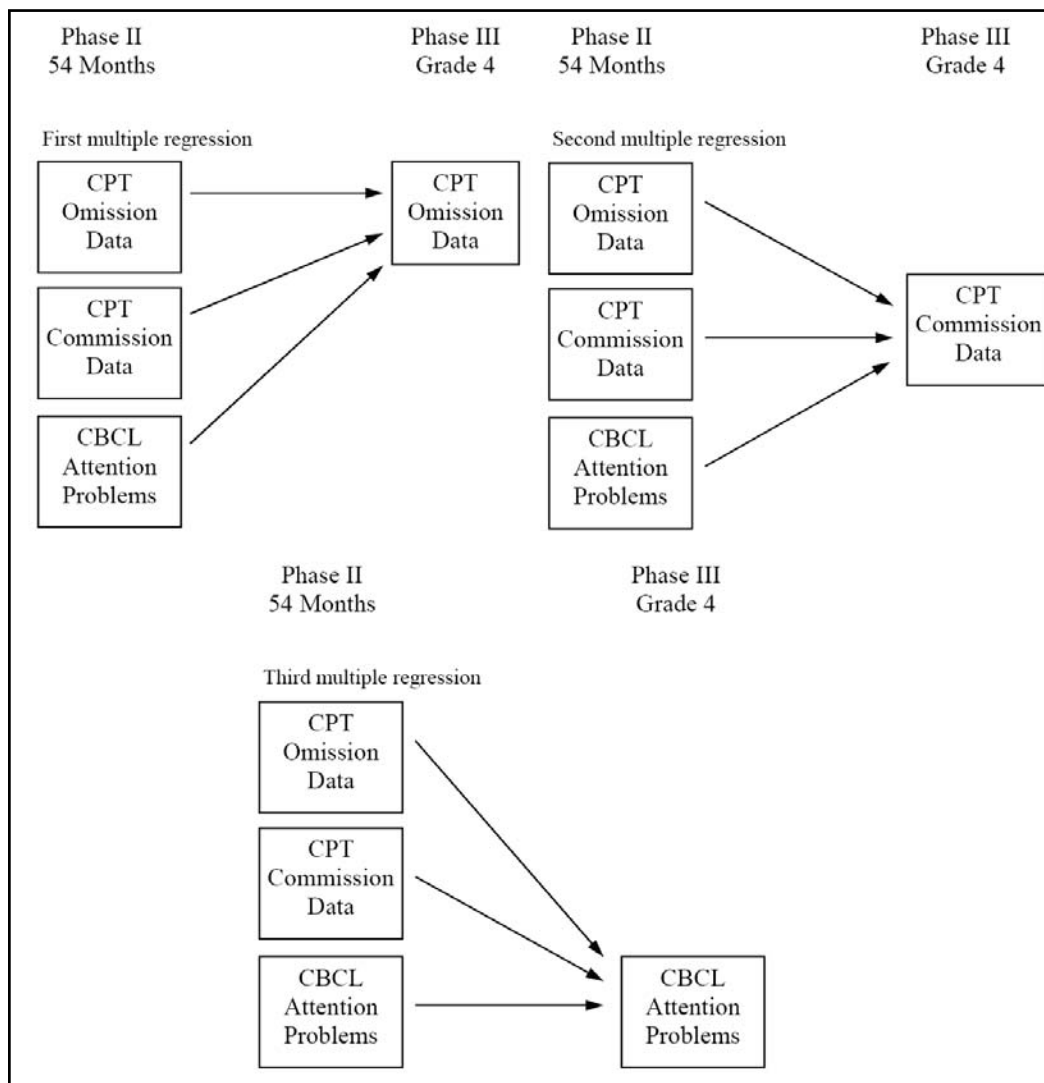 Phase II
54 Months
Phase III
Grade 4
First multiple regression
CPT
Omission
Data
CPT
Commission
Data
CBCL
Attention
Problems
CPT
Omission
Data
Phase II
54 Months
Phase III
Grade 4
Second multiple regression
CPT
Omission
Data
CPT
Commission
Data
CBCL
Attention
Problems
CPT
Commission
Data
Phase II
54 Months
Phase III
Grade 4
Third multiple regression
CPT
Omission
Data
CPT
Commission
Data
CBCL
Attention
Problems
CBCL
Attention
Problems